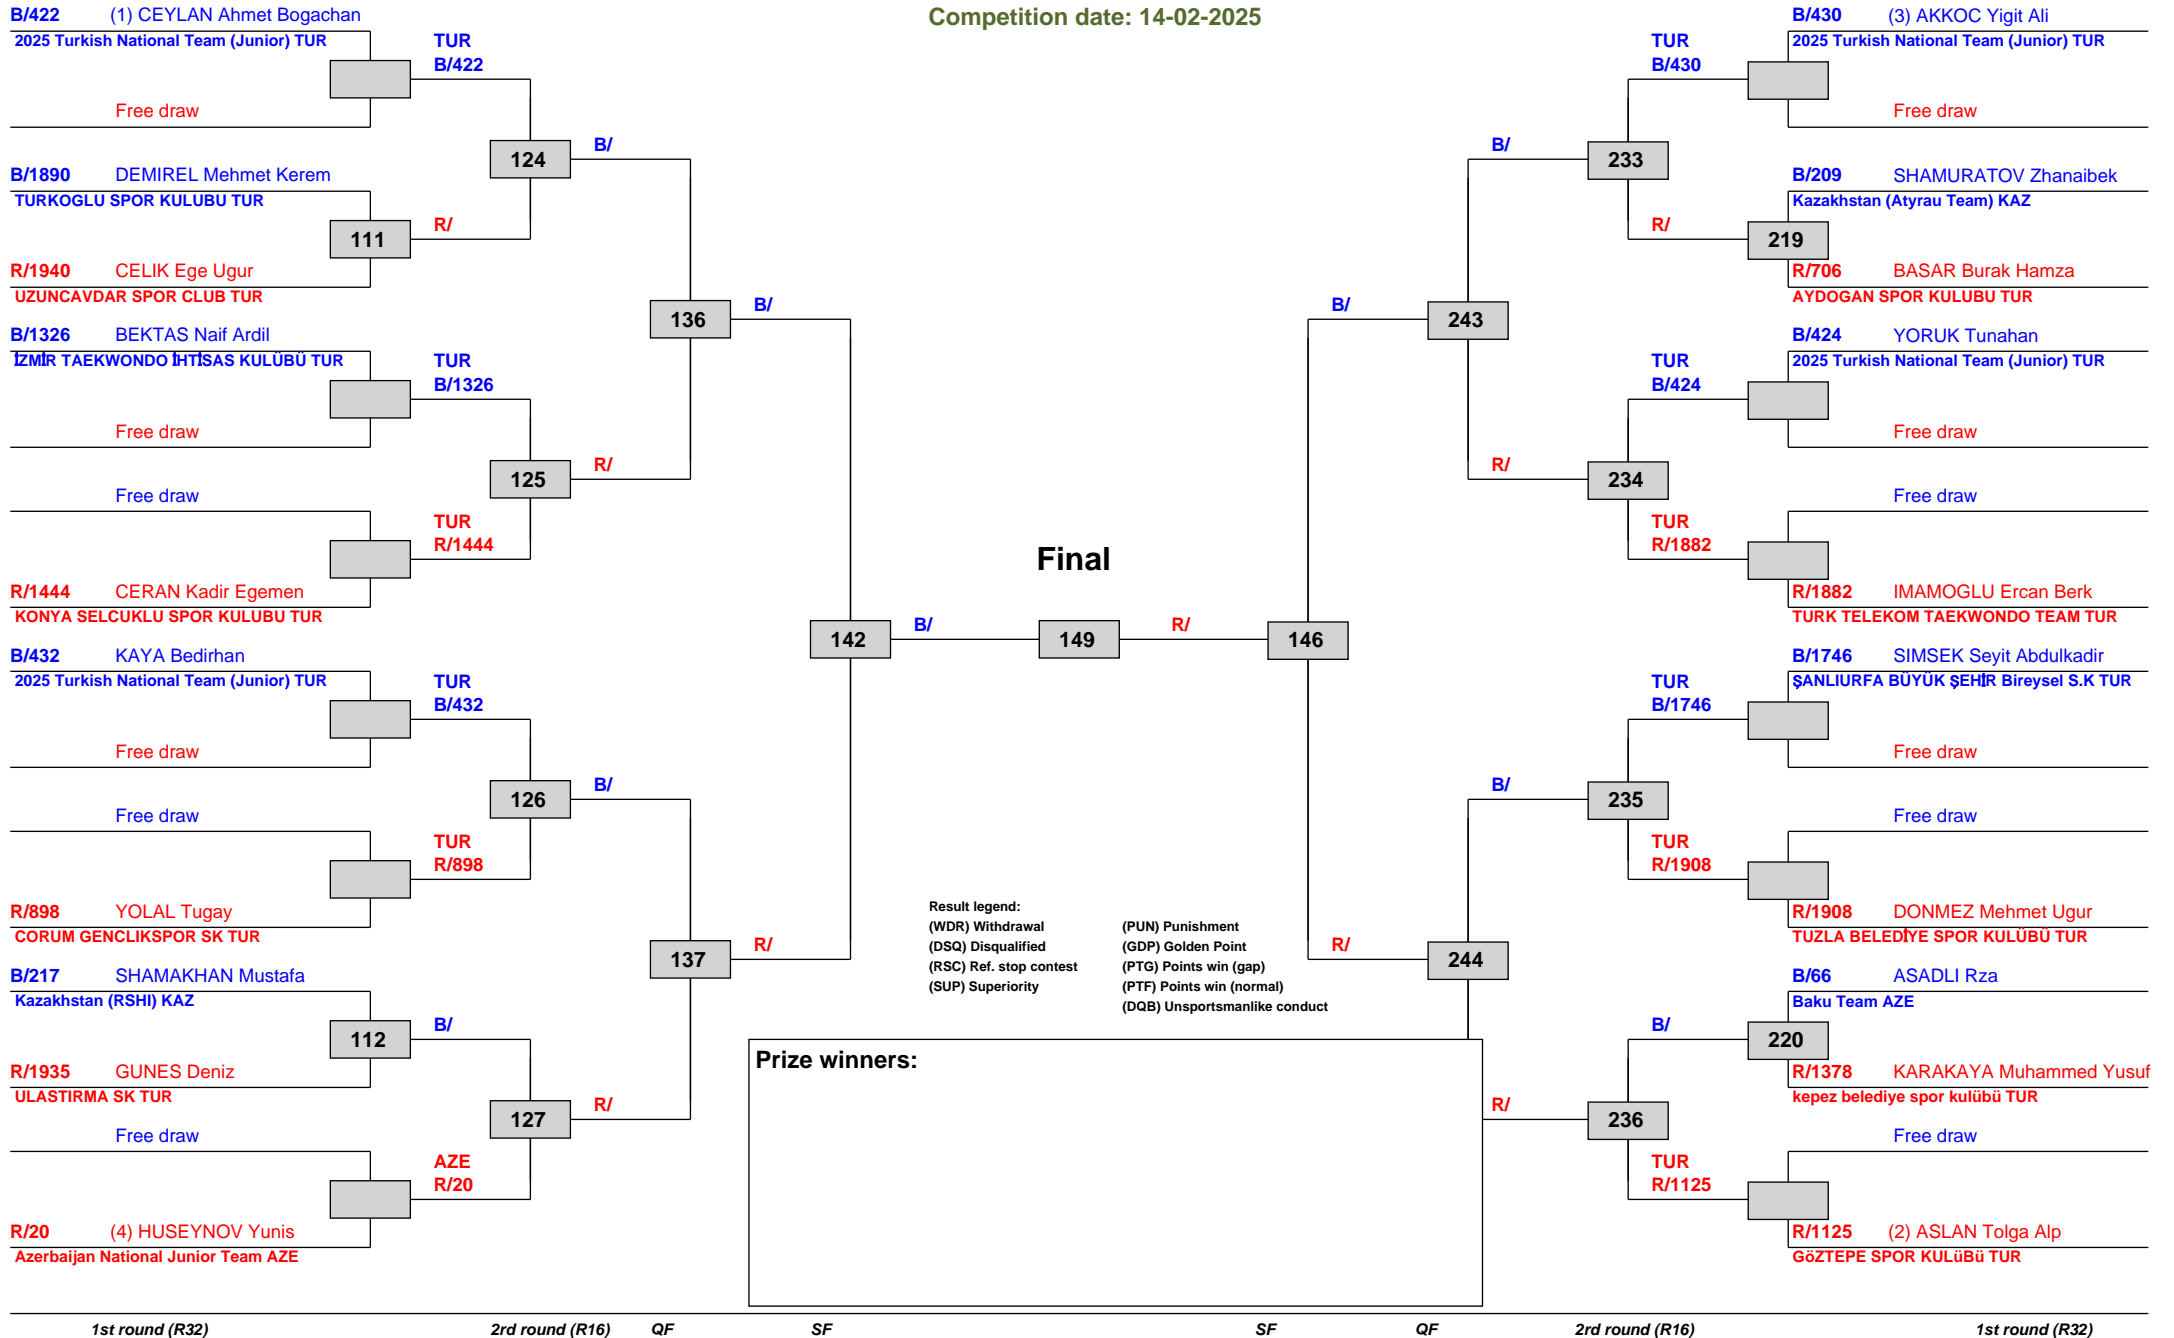 Competition date: 14-02-2025
B/422 (1) CEYLAN Ahmet Bogachan
2025 Turkish National Team (Junior) TUR
Free draw
B/1890 DEMIREL Mehmet Kerem
TURKOGLU SPOR KULUBU TUR
111
R/1940 CELIK Ege Ugur
UZUNCAVDAR SPOR CLUB TUR
B/1326 BEKTAS Naif Ardil
İZMİR TAEKWONDO İHTİSAS KULÜBÜ TUR
Free draw
Free draw
R/1444 CERAN Kadir Egemen
KONYA SELCUKLU SPOR KULUBU TUR
B/432 KAYA Bedirhan
2025 Turkish National Team (Junior) TUR
Free draw
Free draw
R/898 YOLAL Tugay
CORUM GENCLIKSPOR SK TUR
B/217 SHAMAKHAN Mustafa
Kazakhstan (RSHI) KAZ
112
R/1935 GUNES Deniz
ULASTIRMA SK TUR
Free draw
R/20 (4) HUSEYNOV Yunis
Azerbaijan National Junior Team AZE
TUR
B/422
124
R/
TUR
B/1326
125
TUR
R/1444
TUR
B/432
126
TUR
R/898
B/
127
AZE
R/20
B/
136
R/
B/
137
R/
B/
142
R/
Final
B/
149
R/
B/
146
R/
B/
243
R/
B/
244
R/
TUR
B/430
233
R/
TUR
B/424
234
TUR
R/1882
TUR
B/1746
235
TUR
R/1908
B/
236
TUR
R/1125
B/430 (3) AKKOC Yigit Ali
2025 Turkish National Team (Junior) TUR
Free draw
B/209 SHAMURATOV Zhanaibek
Kazakhstan (Atyrau Team) KAZ
219
R/706 BASAR Burak Hamza
AYDOGAN SPOR KULUBU TUR
B/424 YORUK Tunahan
2025 Turkish National Team (Junior) TUR
Free draw
Free draw
R/1882 IMAMOGLU Ercan Berk
TURK TELEKOM TAEKWONDO TEAM TUR
B/1746 SIMSEK Seyit Abdulkadir
ŞANLIURFA BÜYÜK ŞEHİR Bireysel S.K TUR
Free draw
Free draw
R/1908 DONMEZ Mehmet Ugur
TUZLA BELEDİYE SPOR KULÜBÜ TUR
B/66 ASADLI Rza
Baku Team AZE
220
R/1378 KARAKAYA Muhammed Yusuf
kepez belediye spor kulübü TUR
Free draw
R/1125 (2) ASLAN Tolga Alp
GöZTEPE SPOR KULüBü TUR
Result legend:
(WDR) Withdrawal (PUN) Punishment
(DSQ) Disqualified (GDP) Golden Point
(RSC) Ref. stop contest (PTG) Points win (gap)
(SUP) Superiority (PTF) Points win (normal)
(DQB) Unsportsmanlike conduct
Prize winners:
1st round (R32) 2rd round (R16) QF SF SF QF 2rd round (R16) 1st round (R32)